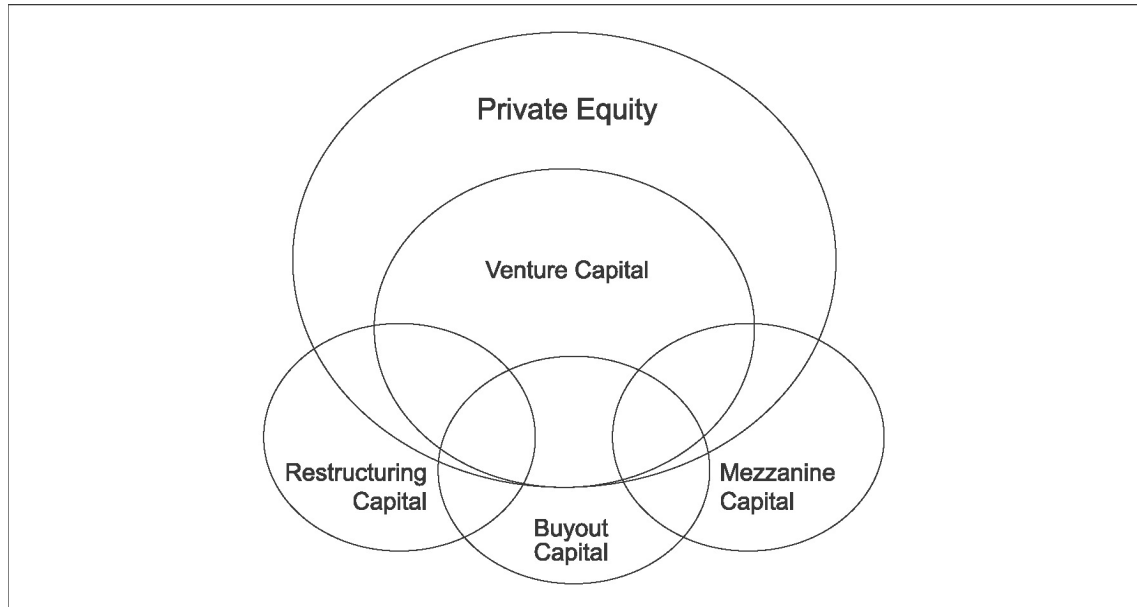 Private Equity
Venture Capital
Restructuring
Capital
Mezzanine
Capital
Buyout
Capital